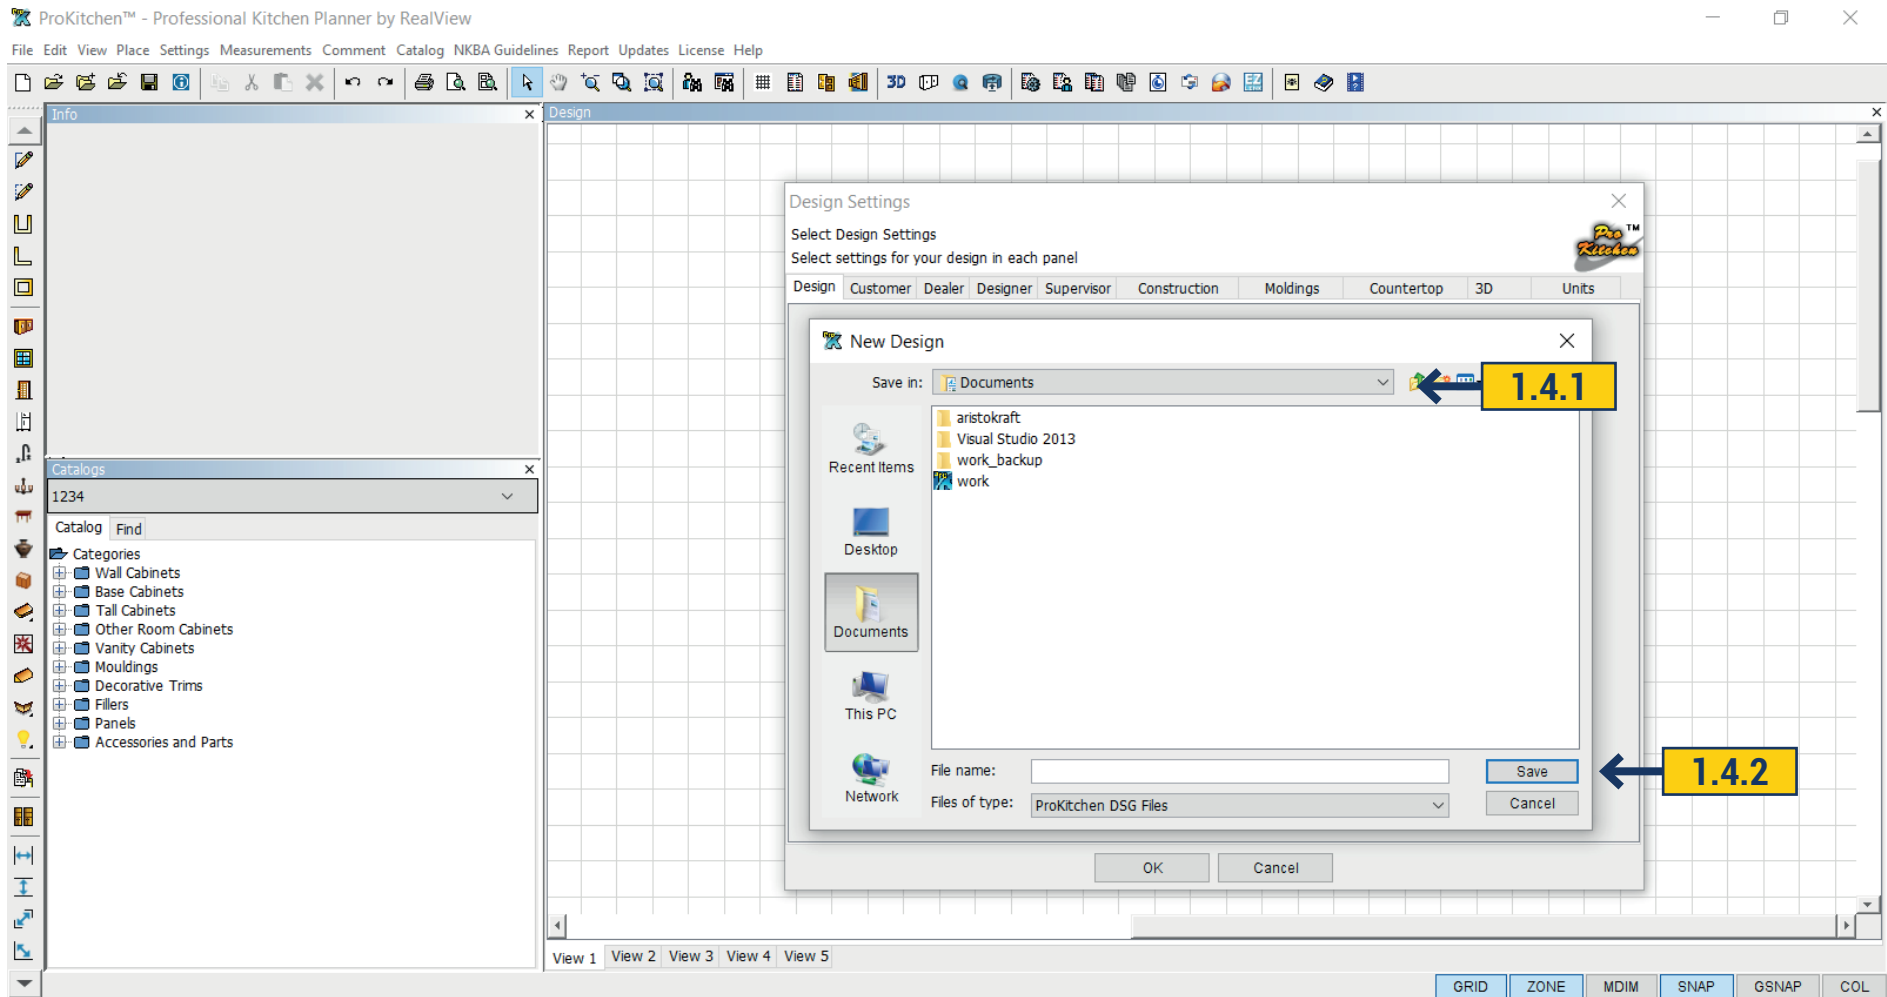 ProKitchen™ - Professional Kitchen Planner by RealView
File Edit View Place Settings Measurements Comment Catalog NKBA Guidelines Report Updates License Help
3D
EZ
Info
Design
Design Settings
Select Design Settings
Select settings for your design in each panel
Pro Kitchen ™
Design Customer Dealer Designer Supervisor Construction Moldings Countertop 3D Units
New Design
Save in: Documents
1.4.1
aristokraft
Visual Studio 2013
work_backup
work
Recent Items
Desktop
Documents
This PC
Network
File name:
Save
1.4.2
Files of type: ProKitchen DSG Files
Cancel
OK Cancel
Catalogs
1234
Catalog Find
Categories
Wall Cabinets
Base Cabinets
Tall Cabinets
Other Room Cabinets
Vanity Cabinets
Mouldings
Decorative Trims
Fillers
Panels
Accessories and Parts
View 1 View 2 View 3 View 4 View 5
GRID ZONE MDIM SNAP GSNAP COL